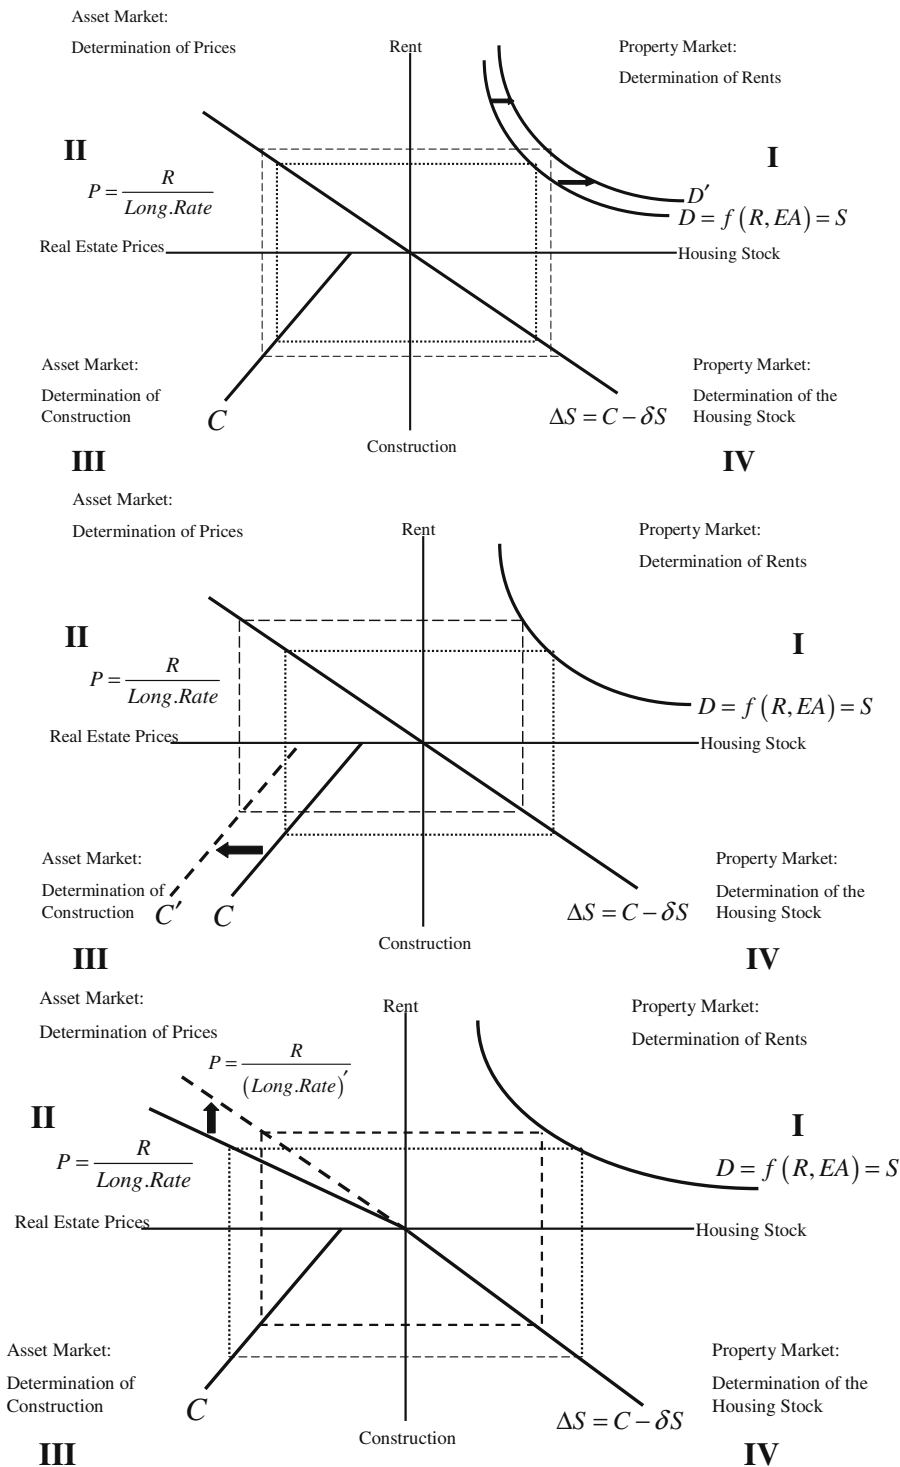 Asset Market:
Determination of Prices
Rent
Property Market:
Determination of Rents
II
I
P = R / Long.Rate
D′
D = f (R, EA) = S
Real Estate Prices
Housing Stock
Asset Market:
Determination of
Construction
C
Property Market:
Determination of the
Housing Stock
ΔS = C − δS
Construction
III
IV
Asset Market:
Determination of Prices
Rent
Property Market:
Determination of Rents
II
I
P = R / Long.Rate
D = f (R, EA) = S
Real Estate Prices
Housing Stock
Asset Market:
Determination of
Construction
C′
C
Property Market:
Determination of the
Housing Stock
ΔS = C − δS
Construction
III
IV
Asset Market:
Determination of Prices
Rent
Property Market:
Determination of Rents
P = R / (Long.Rate)′
II
I
P = R / Long.Rate
D = f (R, EA) = S
Real Estate Prices
Housing Stock
Asset Market:
Determination of
Construction
C
Property Market:
Determination of the
Housing Stock
ΔS = C − δS
Construction
III
IV